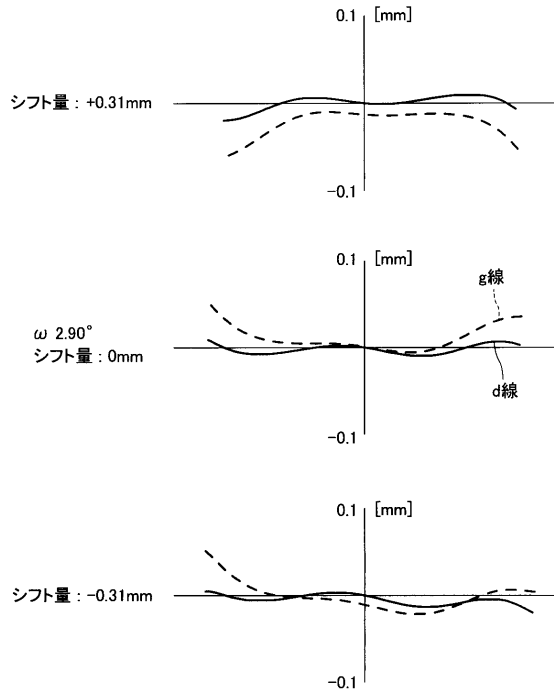 0.1 [mm]
シフト量 : +0.31mm
-0.1
0.1 [mm]
g線
ω 2.90°
シフト量 : 0mm
d線
-0.1
0.1 [mm]
シフト量 : -0.31mm
-0.1